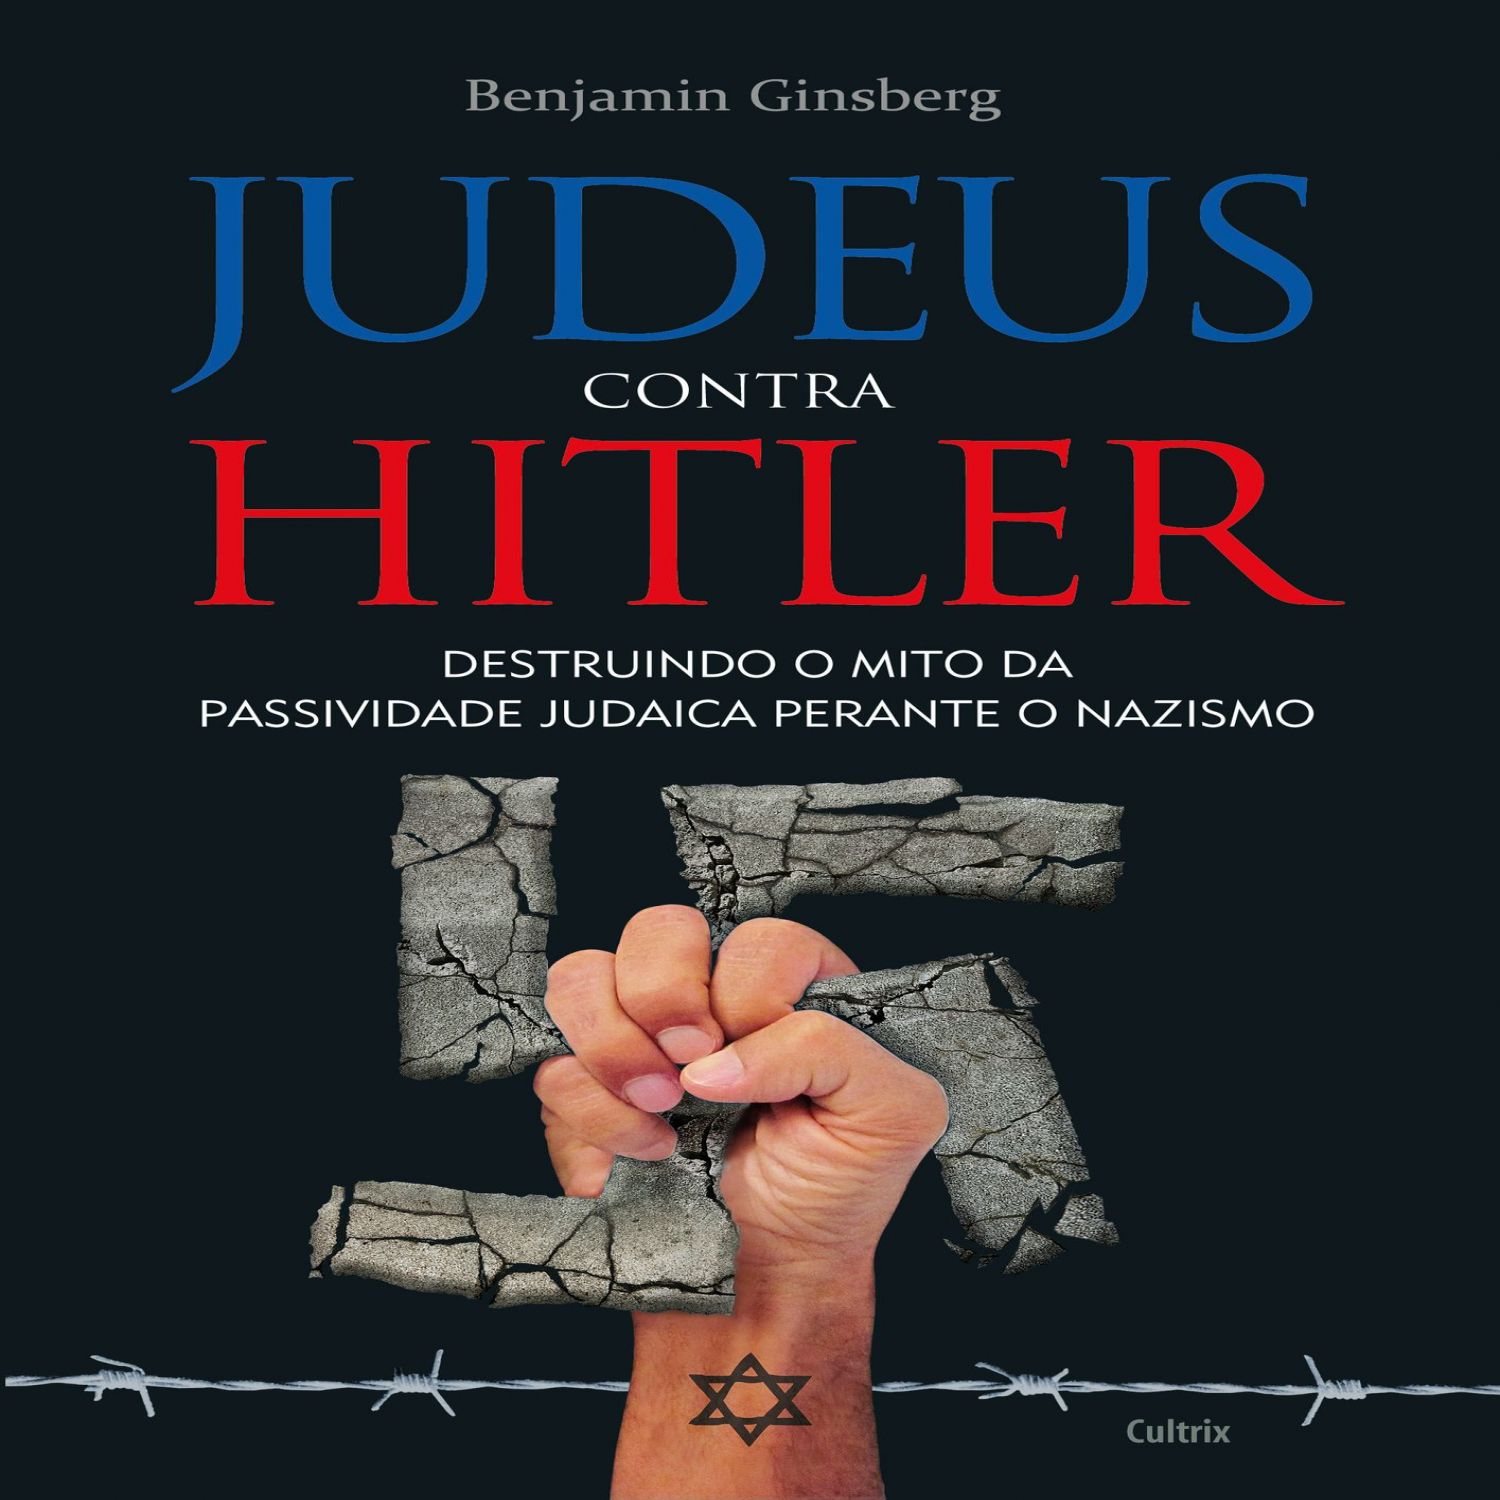 Benjamin Ginsberg
JUDEUS
CONTRA
HITLER
DESTRUINDO O MITO DA
PASSIVIDADE JUDAICA PERANTE O NAZISMO
Cultrix